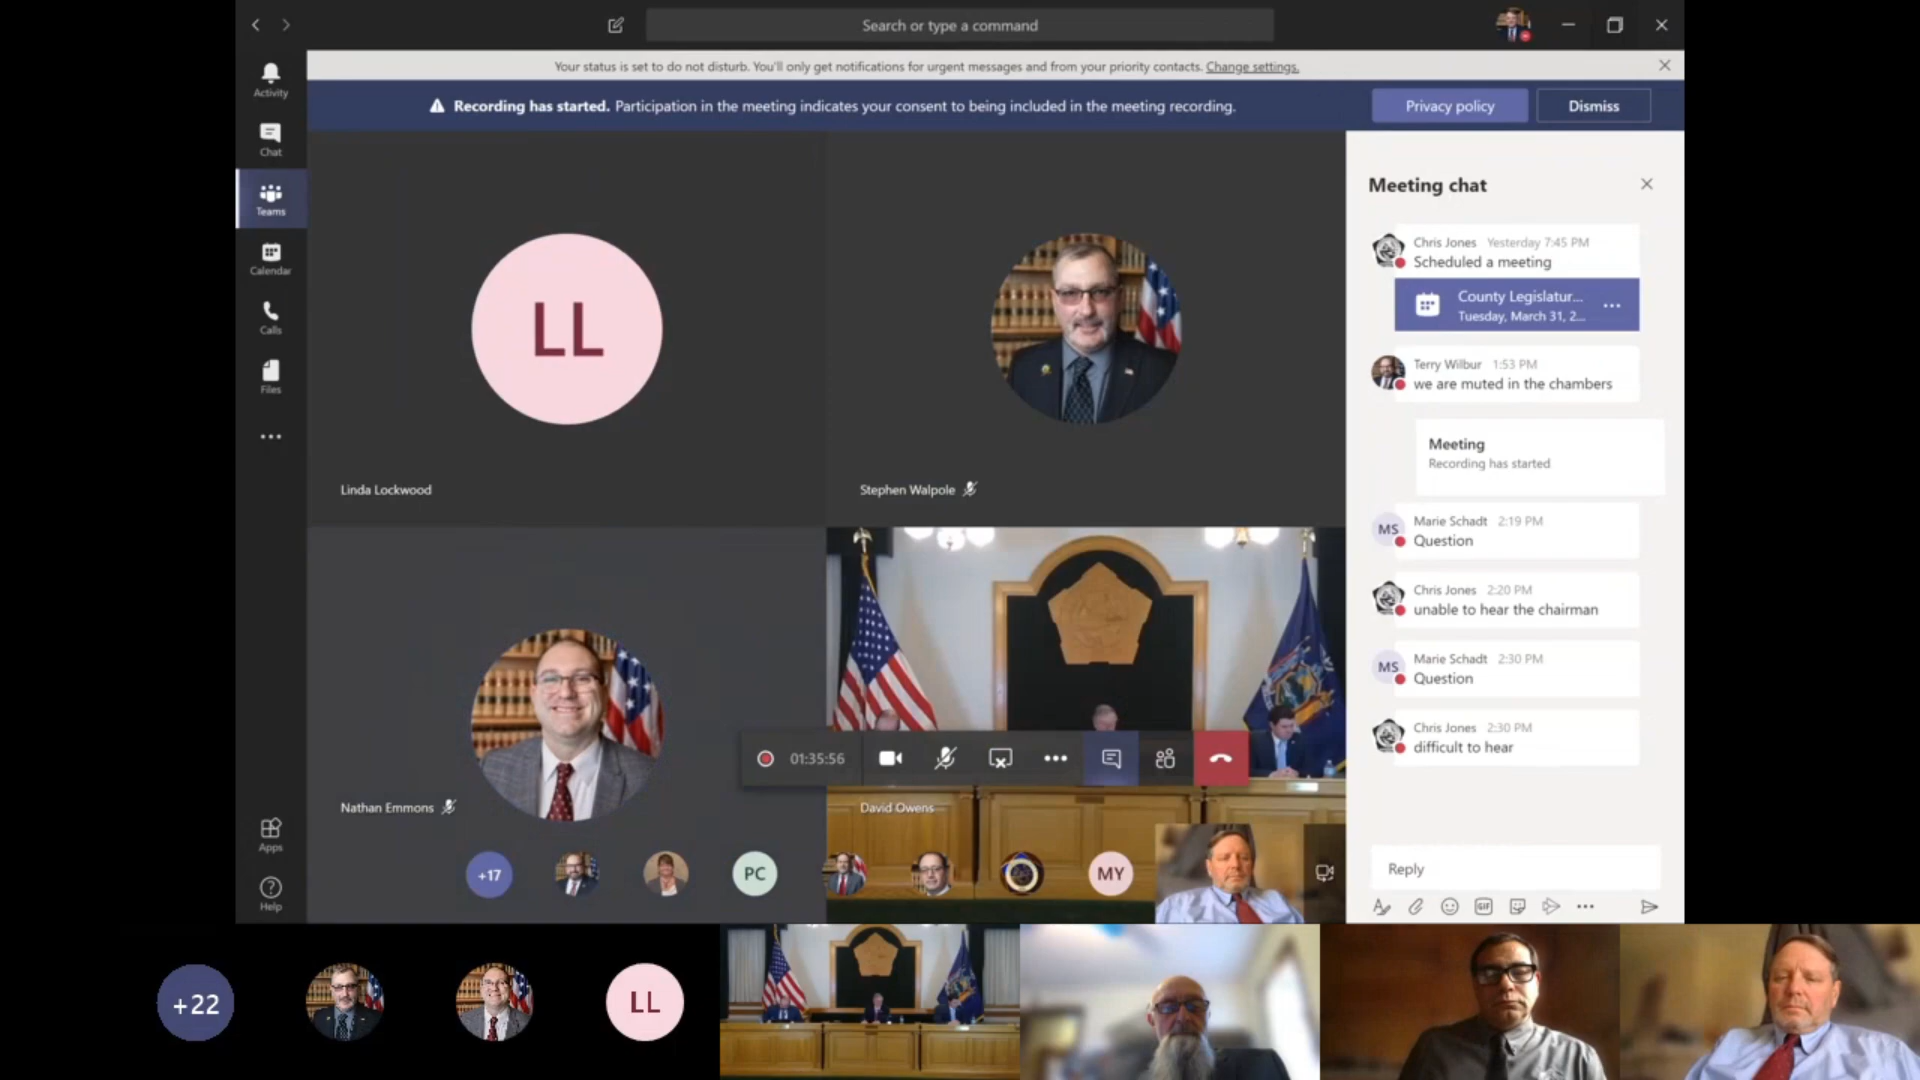 Search or type a command
Your status is set to do not disturb. You'll only get notifications for urgent messages and from your priority contacts. Change settings.
Recording has started. Participation in the meeting indicates your consent to being included in the meeting recording.
Privacy policy
Dismiss
Activity
Chat
Teams
Calendar
Calls
Files
Apps
Help
LL
Linda Lockwood
Stephen Walpole
Nathan Emmons
01:35:56
David Owens
+17
PC
MY
Meeting chat
Chris Jones Yesterday 7:45 PM
Scheduled a meeting
County Legislatur...
Tuesday, March 31, 2...
Terry Wilbur 1:53 PM
we are muted in the chambers
Meeting
Recording has started
MS
Marie Schadt 2:19 PM
Question
Chris Jones 2:20 PM
unable to hear the chairman
MS
Marie Schadt 2:30 PM
Question
Chris Jones 2:30 PM
difficult to hear
Reply
GIF
+22
LL